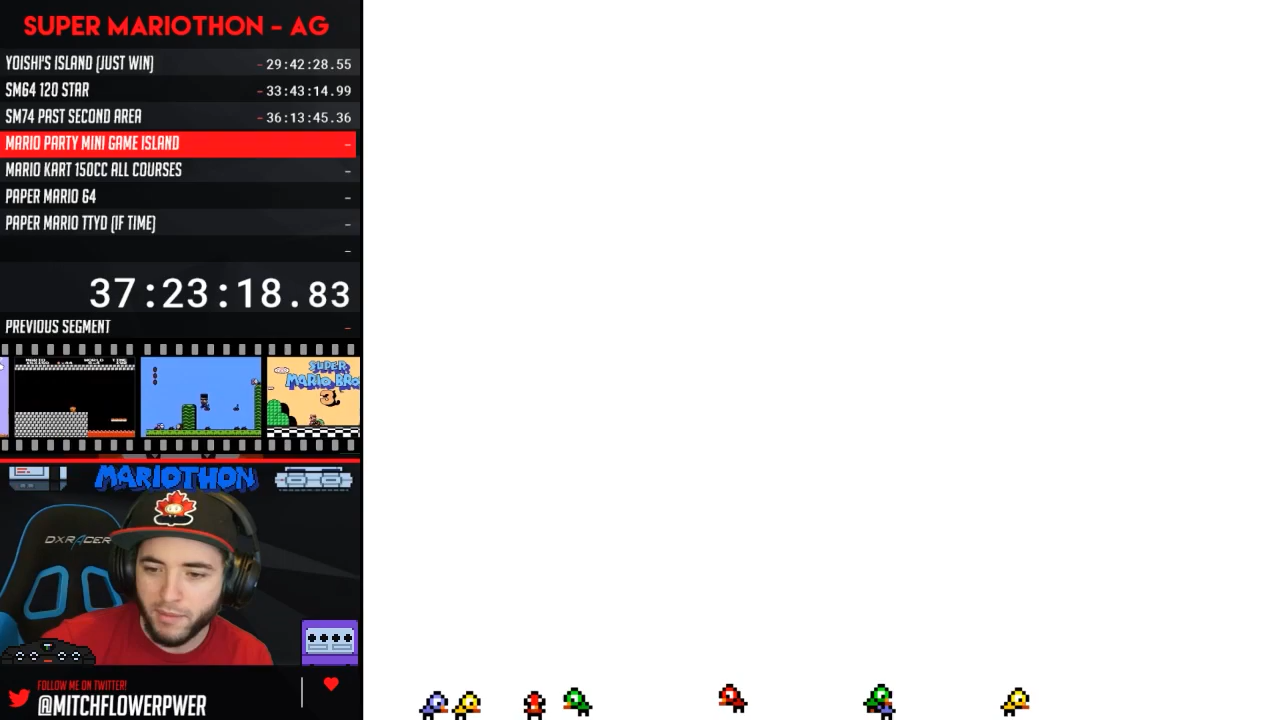 SUPER MARIOTHON - AG
YOISHI'S ISLAND (JUST WIN) -29:42:28.55
SM64 120 STAR -33:43:14.99
SM74 PAST SECOND AREA -36:13:45.36
MARIO PARTY MINI GAME ISLAND -
MARIO KART 150CC ALL COURSES -
PAPER MARIO 64 -
PAPER MARIO TTYD (IF TIME) -
-
37:23:18.83
PREVIOUS SEGMENT -
SUPER
MARIO BRO
MARIOTHON
DXRACER
FOLLOW ME ON TWITTER!
@MITCHFLOWERPWER